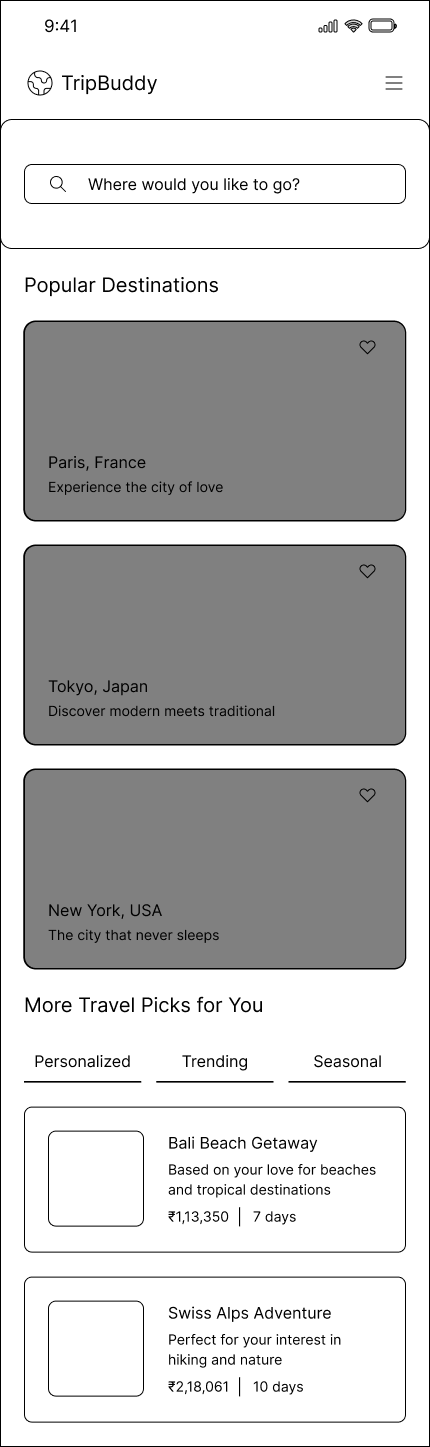 9:41
TripBuddy
Where would you like to go?
Popular Destinations
Paris, France
Experience the city of love
Tokyo, Japan
Discover modern meets traditional
New York, USA
The city that never sleeps
More Travel Picks for You
Personalized Trending Seasonal
Bali Beach Getaway
Based on your love for beaches
and tropical destinations
₹1,13,350 | 7 days
Swiss Alps Adventure
Perfect for your interest in
hiking and nature
₹2,18,061 | 10 days